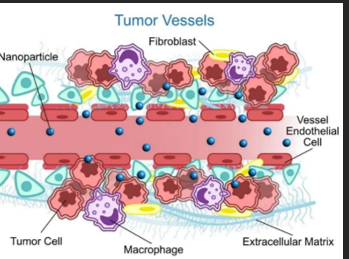 Tumor Vessels
Fibroblast
Nanoparticle
Vessel
Endothelial
Cell
Tumor Cell
Macrophage
Extracellular Matrix